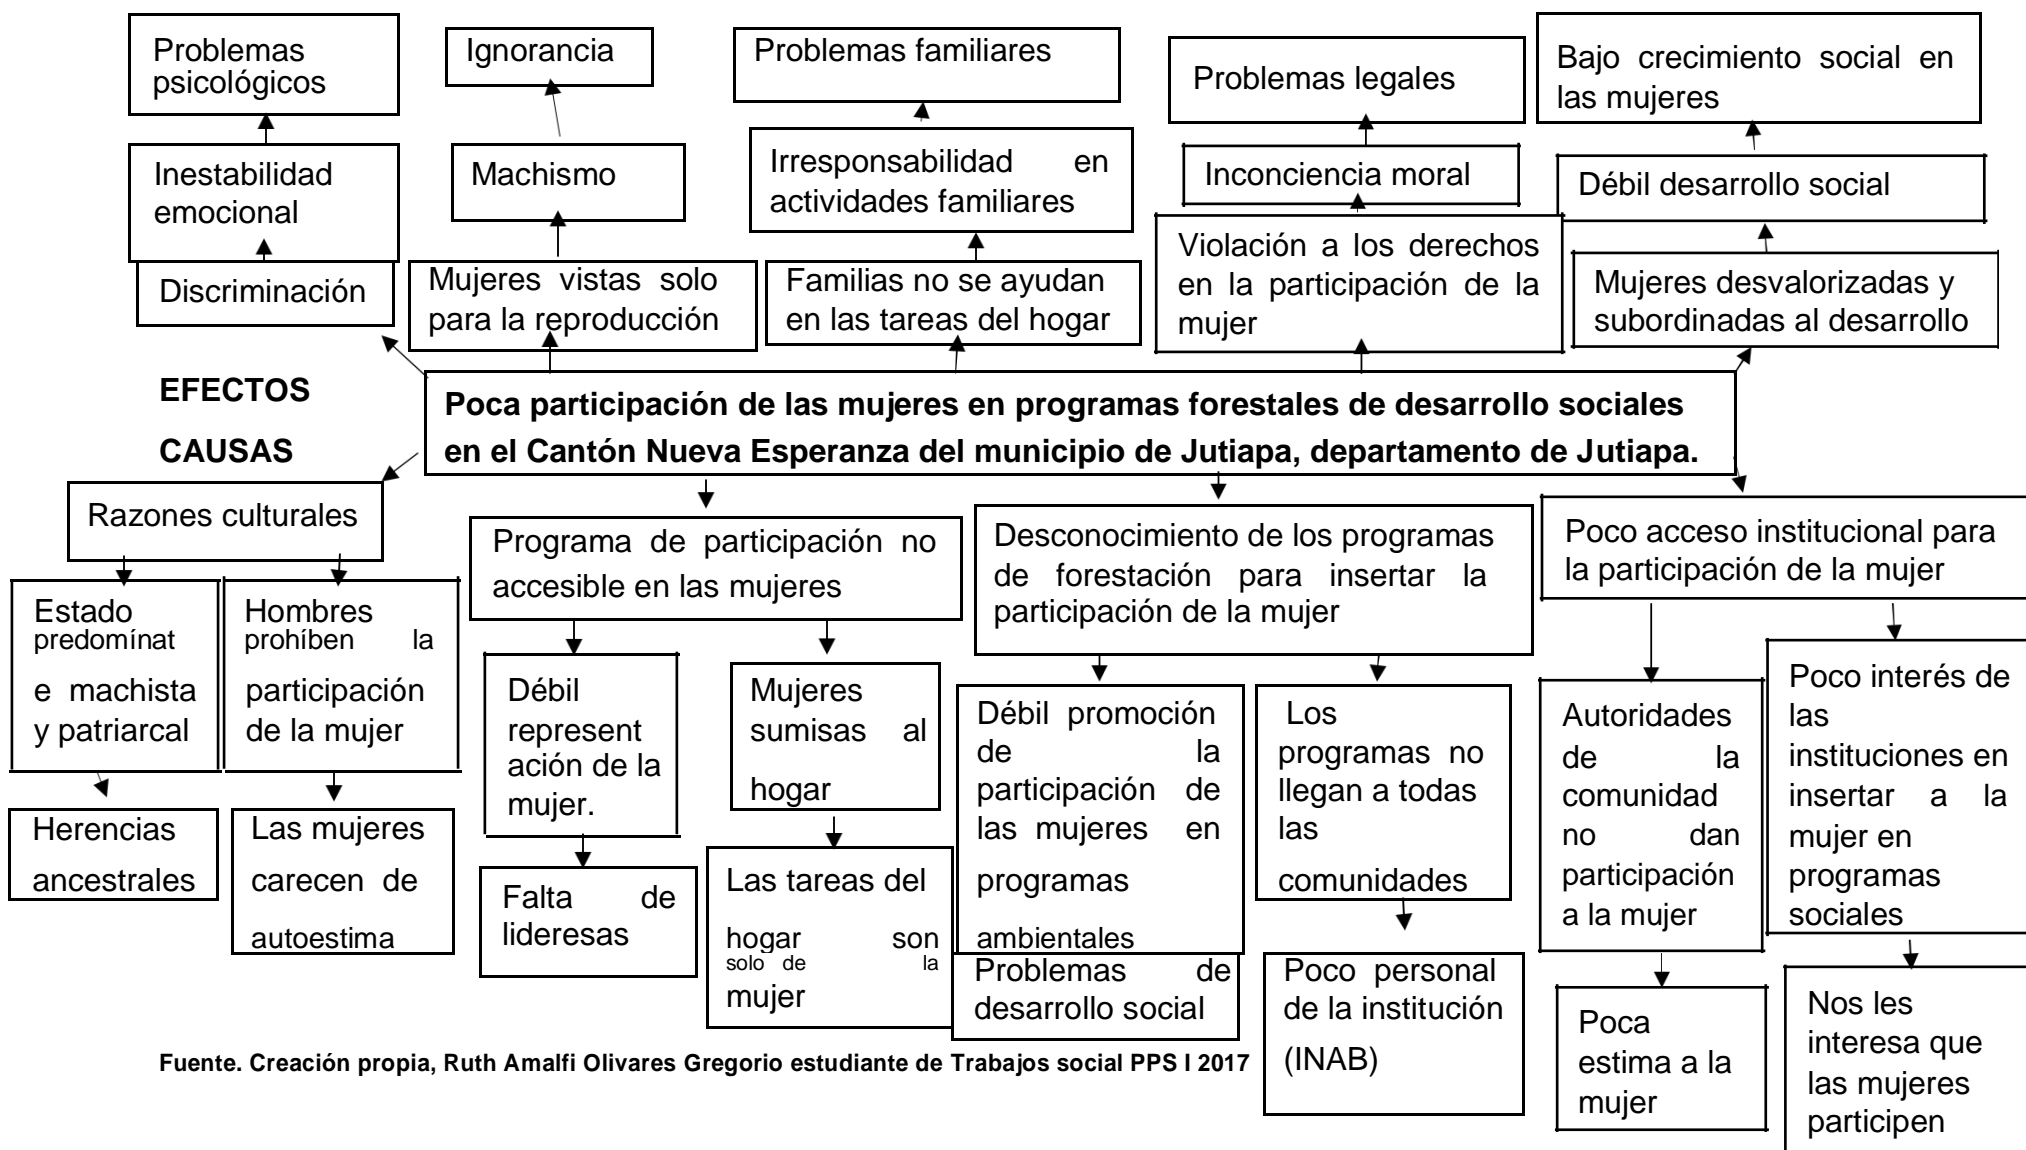 Problemas
psicológicos
Ignorancia
Problemas familiares
Problemas legales
Bajo crecimiento social en
las mujeres
Inestabilidad
emocional
Machismo
Irresponsabilidad en
actividades familiares
Inconciencia moral
Débil desarrollo social
Discriminación
Mujeres vistas solo
para la reproducción
Familias no se ayudan
en las tareas del hogar
Violación a los derechos
en la participación de la
mujer
Mujeres desvalorizadas y
subordinadas al desarrollo
EFECTOS
CAUSAS
Poca participación de las mujeres en programas forestales de desarrollo sociales
en el Cantón Nueva Esperanza del municipio de Jutiapa, departamento de Jutiapa.
Razones culturales
Programa de participación no
accesible en las mujeres
Desconocimiento de los programas
de forestación para insertar la
participación de la mujer
Poco acceso institucional para
la participación de la mujer
Estado
predomínat
e machista
y patriarcal
Hombres
prohíben la
participación
de la mujer
Débil
represent
ación de la
mujer.
Mujeres
sumisas al
hogar
Débil promoción
de la
participación de
las mujeres en
programas
ambientales
Los
programas no
llegan a todas
las
comunidades
Autoridades
de la
comunidad
no dan
participación
a la mujer
Poco interés de
las
instituciones en
insertar a la
mujer en
programas
sociales
Herencias
ancestrales
Las mujeres
carecen de
autoestima
Falta de
lideresas
Las tareas del
hogar son
solo de la
mujer
Problemas de
desarrollo social
Poco personal
de la institución
(INAB)
Poca
estima a la
mujer
Nos les
interesa que
las mujeres
participen
Fuente. Creación propia, Ruth Amalfi Olivares Gregorio estudiante de Trabajos social PPS I 2017